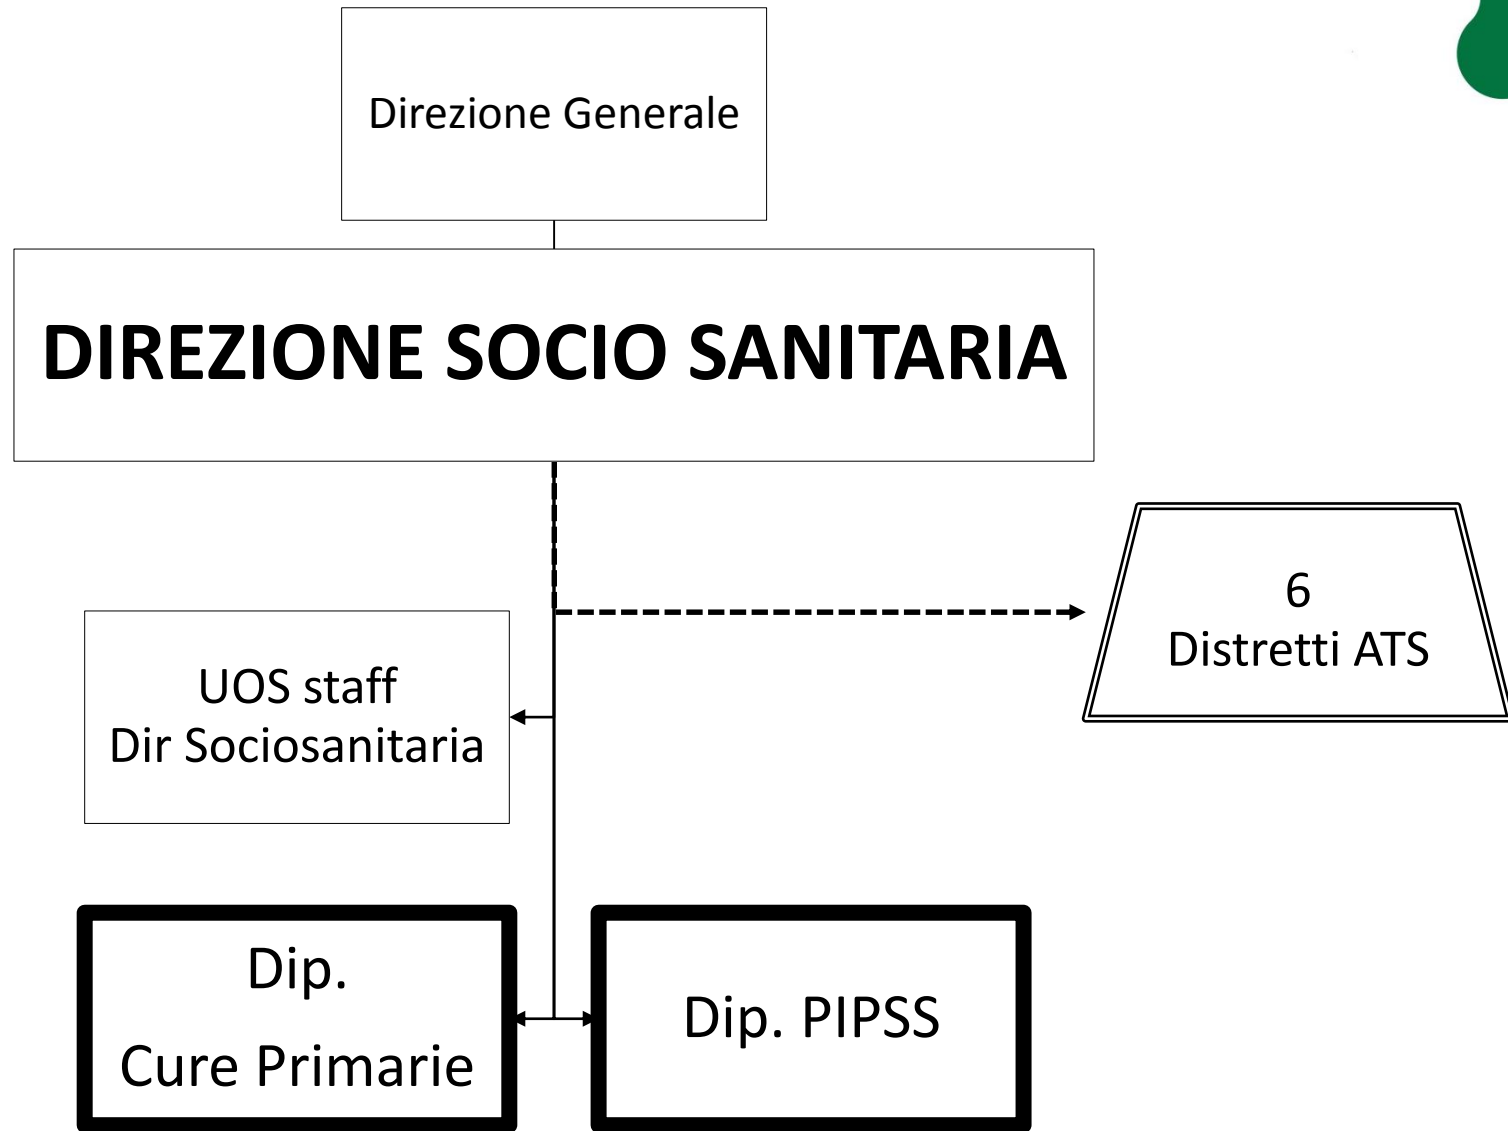 Direzione Generale
DIREZIONE SOCIO SANITARIA
6
Distretti ATS
UOS staff
Dir Sociosanitaria
Dip.
Cure Primarie
Dip. PIPSS